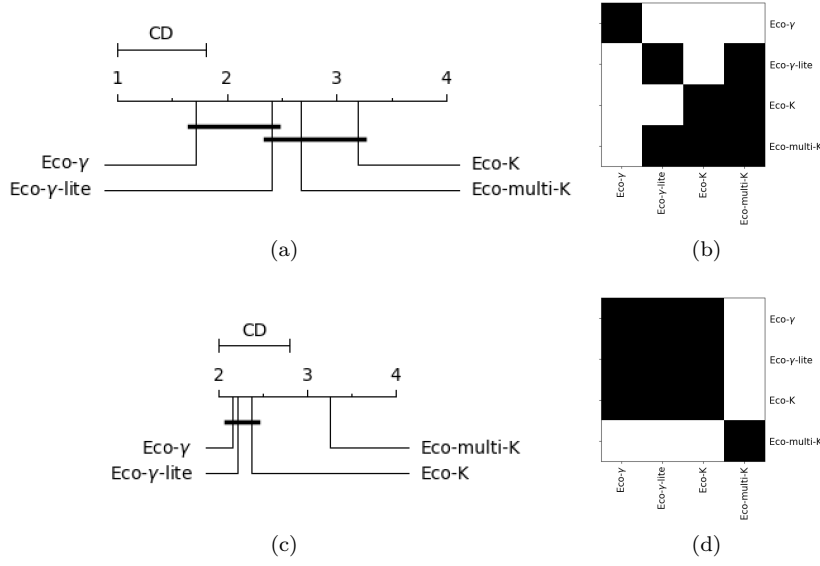 CD
1 2 3 4
Eco-γ Eco-K
Eco-γ-lite Eco-multi-K
(a)
Eco-γ
Eco-γ-lite
Eco-K
Eco-multi-K
Eco-γ Eco-γ-lite Eco-K Eco-multi-K
(b)
CD
2 3 4
Eco-γ Eco-multi-K
Eco-γ-lite Eco-K
(c)
Eco-γ
Eco-γ-lite
Eco-K
Eco-multi-K
Eco-γ Eco-γ-lite Eco-K Eco-multi-K
(d)